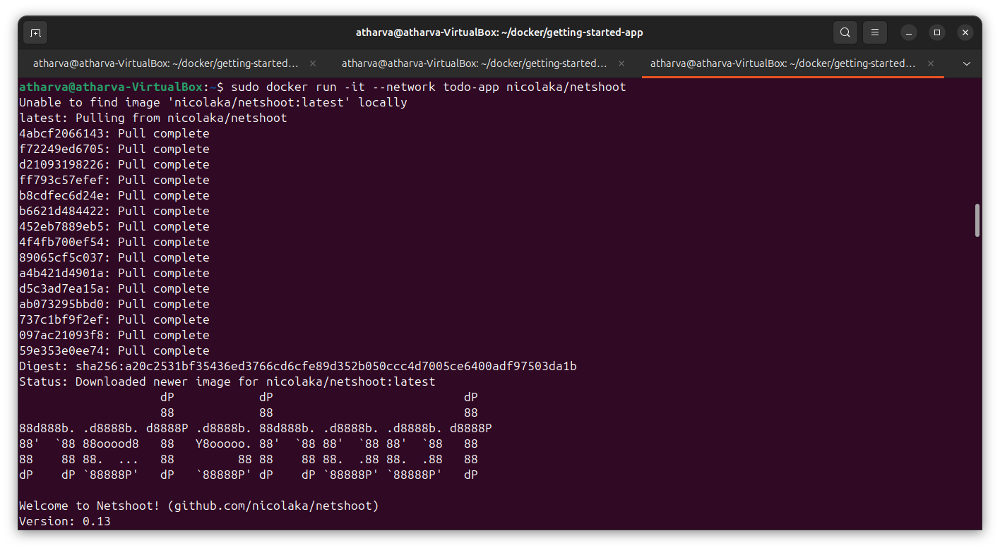 atharva@atharva-VirtualBox: ~/docker/getting-started-app
atharva@atharva-VirtualBox: ~/docker/getting-started...
atharva@atharva-VirtualBox: ~/docker/getting-started...
atharva@atharva-VirtualBox: ~/docker/getting-started...
atharva@atharva-VirtualBox:~$ sudo docker run -it --network todo-app nicolaka/netshoot
Unable to find image 'nicolaka/netshoot:latest' locally
latest: Pulling from nicolaka/netshoot
4abcf2066143: Pull complete
f72249ed6705: Pull complete
d21093198226: Pull complete
ff793c57efef: Pull complete
b8cdfec6d24e: Pull complete
b6621d484422: Pull complete
452eb7889eb5: Pull complete
4f4fb700ef54: Pull complete
89065cf5c037: Pull complete
a4b421d4901a: Pull complete
d5c3ad7ea15a: Pull complete
ab073295bbd0: Pull complete
737c1bf9f2ef: Pull complete
097ac21093f8: Pull complete
59e353e0ee74: Pull complete
Digest: sha256:a20c2531bf35436ed3766cd6cfe89d352b050ccc4d7005ce6400adf97503da1b
Status: Downloaded newer image for nicolaka/netshoot:latest
                    dP            dP                           dP
                    88            88                           88
88d888b. .d8888b. d8888P .d8888b. 88d888b. .d8888b. .d8888b. d8888P
88'  `88 88ooood8   88   Y8ooooo. 88'  `88 88'  `88 88'  `88   88
88    88 88.  ...   88         88 88    88 88.  .88 88.  .88   88
dP    dP `88888P'   dP   `88888P' dP    dP `88888P' `88888P'   dP
Welcome to Netshoot! (github.com/nicolaka/netshoot)
Version: 0.13